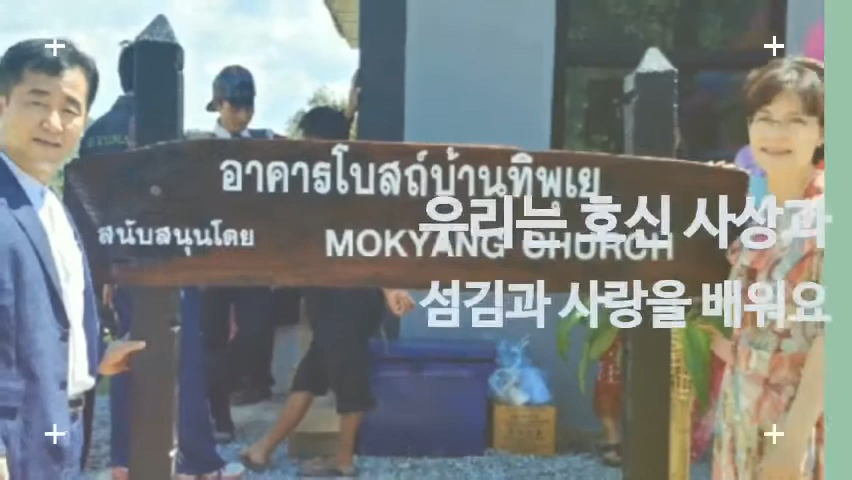 อาคารโบสถ์บ้านทิพุเย
สนับสนุนโดย MOKYANG CHURCH
우리는 호신 사상과
섬김과 사랑을 배워요